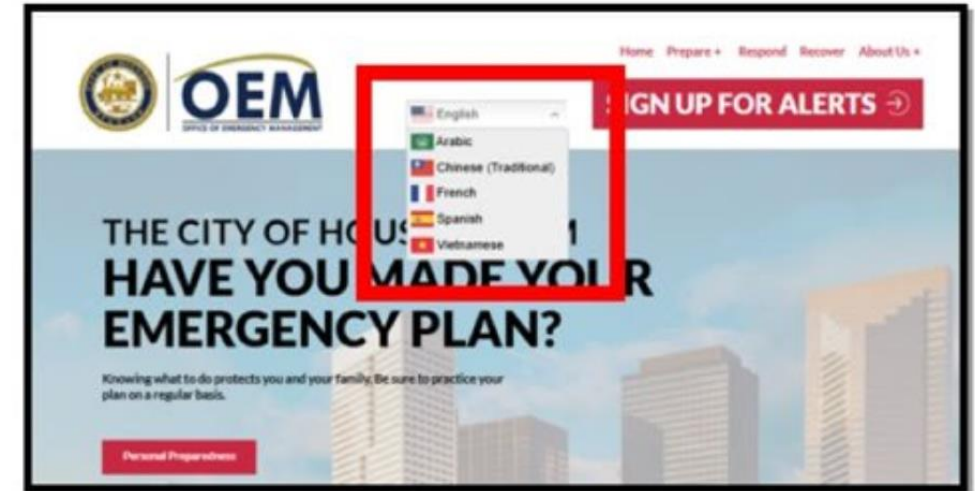 Home Prepare + Respond Recover About Us +
OEM
OFFICE OF EMERGENCY MANAGEMENT
SIGN UP FOR ALERTS
English
Arabic
Chinese (Traditional)
French
Spanish
Vietnamese
THE CITY OF HOUS M
HAVE YOU MADE YOUR
EMERGENCY PLAN?
Knowing what to do protects you and your family. Be sure to practice your
plan on a regular basis.
Personal Preparedness